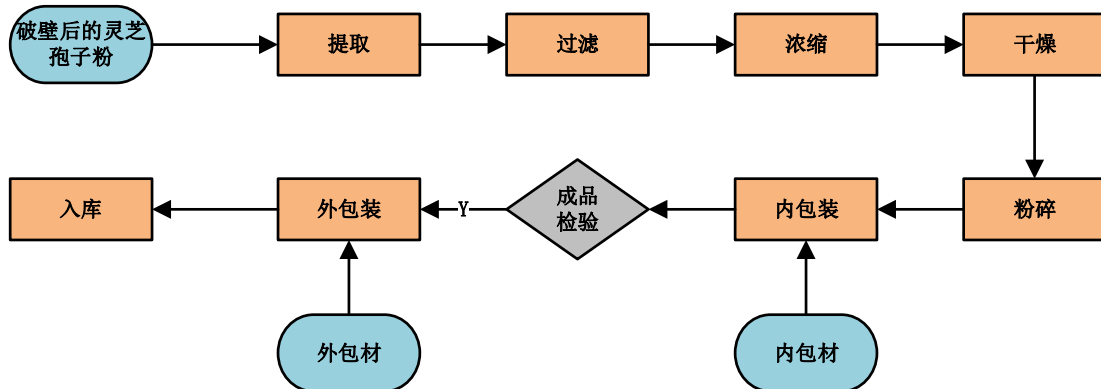 破壁后的灵芝
孢子粉
提取
过滤
浓缩
干燥
入库
外包装
Y
成品
检验
内包装
粉碎
外包材
内包材